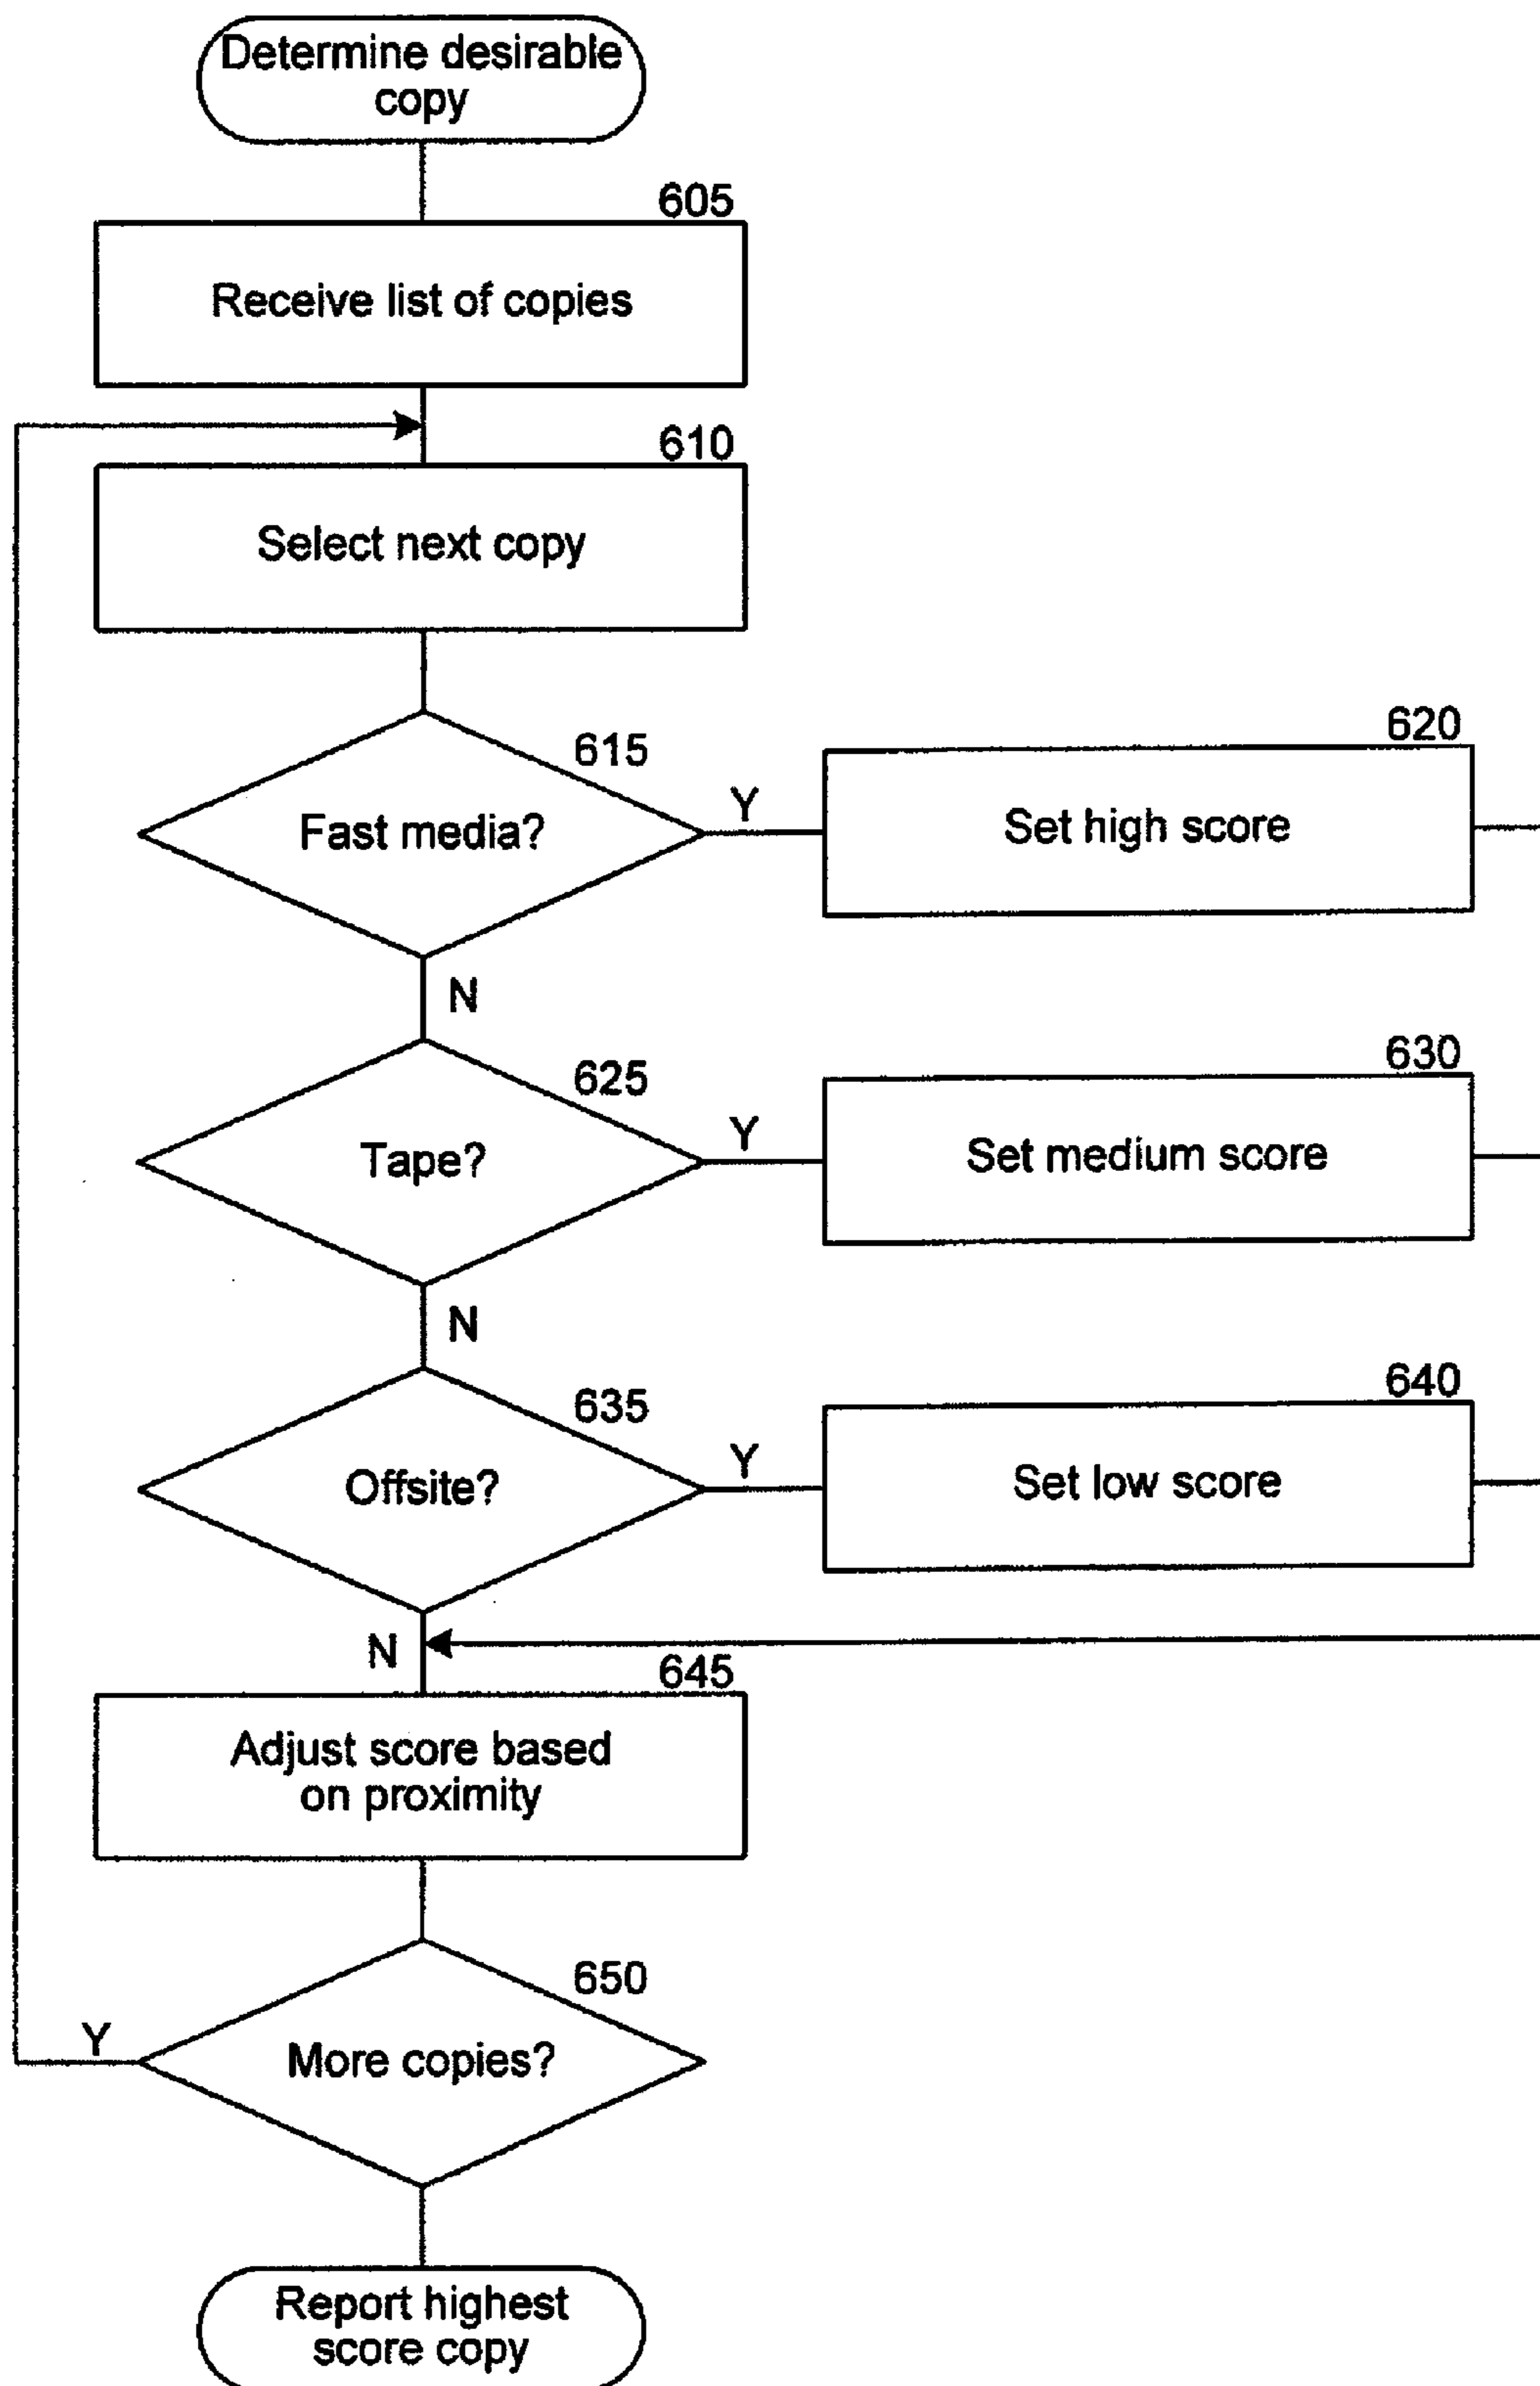 Determine desirable
copy
605
Receive list of copies
610
Select next copy
615
Fast media?
Y
620
Set high score
N
625
Tape?
Y
630
Set medium score
N
635
Offsite?
Y
640
Set low score
N
645
Adjust score based
on proximity
650
More copies?
Y
Report highest
score copy